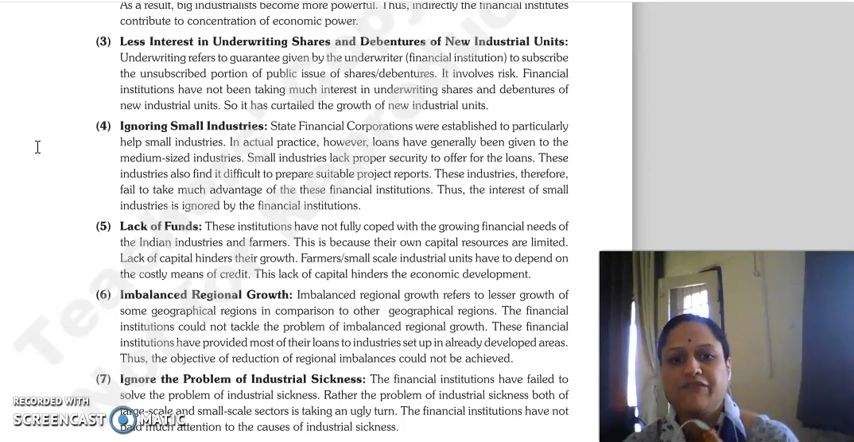 As a result, big industrialists become more powerful. Thus, indirectly the financial institutes
contribute to concentration of economic power.
(3) Less Interest in Underwriting Shares and Debentures of New Industrial Units:
Underwriting refers to guarantee given by the underwriter (financial institution) to subscribe
the unsubscribed portion of public issue of shares/debentures. It involves risk. Financial
institutions have not been taking much interest in underwriting shares and debentures of
new industrial units. So it has curtailed the growth of new industrial units.
(4) Ignoring Small Industries: State Financial Corporations were established to particularly
help small industries. In actual practice, however, loans have generally been given to the
medium-sized industries. Small industries lack proper security to offer for the loans. These
industries also find it difficult to prepare suitable project reports. These industries, therefore,
fail to take much advantage of the these financial institutions. Thus, the interest of small
industries is ignored by the financial institutions.
(5) Lack of Funds: These institutions have not fully coped with the growing financial needs of
the Indian industries and farmers. This is because their own capital resources are limited.
Lack of capital hinders their growth. Farmers/small scale industrial units have to depend on
the costly means of credit. This lack of capital hinders the economic development.
(6) Imbalanced Regional Growth: Imbalanced regional growth refers to lesser growth of
some geographical regions in comparison to other geographical regions. The financial
institutions could not tackle the problem of imbalanced regional growth. These financial
institutions have provided most of their loans to industries set up in already developed areas.
Thus, the objective of reduction of regional imbalances could not be achieved.
(7) Ignore the Problem of Industrial Sickness: The financial institutions have failed to
solve the problem of industrial sickness. Rather the problem of industrial sickness both of
large-scale and small-scale sectors is taking an ugly turn. The financial institutions have not
paid much attention to the causes of industrial sickness.
RECORDED WITH
SCREENCAST MATIC